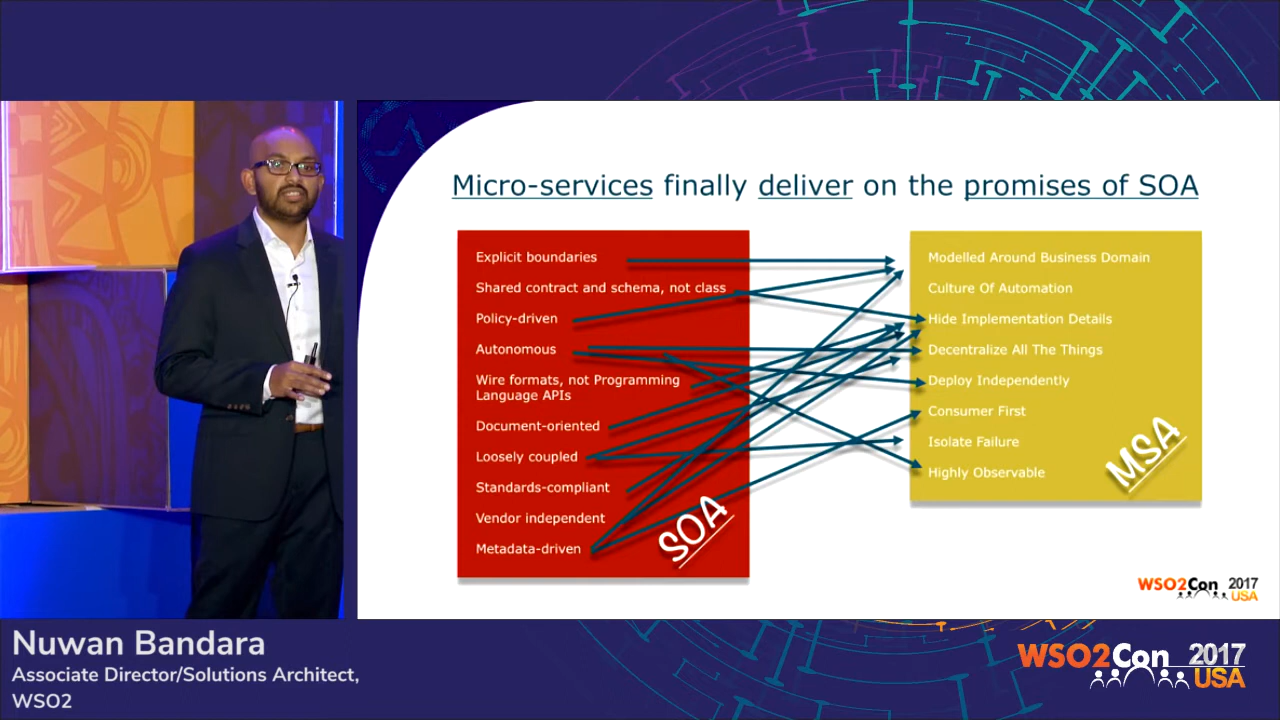 Micro-services finally deliver on the promises of SOA
Explicit boundaries
Shared contract and schema, not class
Policy-driven
Autonomous
Wire formats, not Programming
Language APIs
Document-oriented
Loosely coupled
Standards-compliant
Vendor independent
Metadata-driven
SOA
Modelled Around Business Domain
Culture Of Automation
Hide Implementation Details
Decentralize All The Things
Deploy Independently
Consumer First
Isolate Failure
Highly Observable
MSA
WSO2Con 2017
USA
Nuwan Bandara
Associate Director/Solutions Architect,
WSO2
WSO2Con 2017
USA